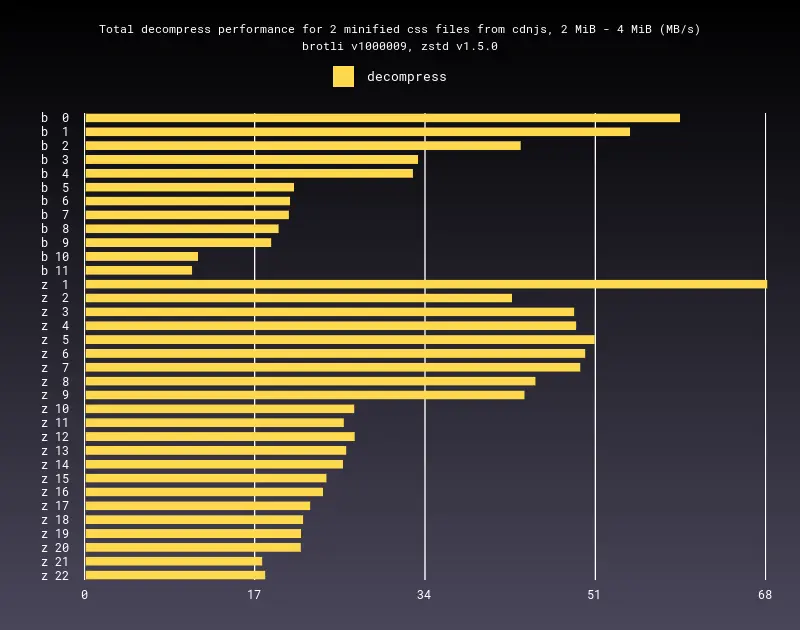 Total decompress performance for 2 minified css files from cdnjs, 2 MiB - 4 MiB (MB/s)
brotli v1000009, zstd v1.5.0
decompress
b 0
b 1
b 2
b 3
b 4
b 5
b 6
b 7
b 8
b 9
b 10
b 11
z 1
z 2
z 3
z 4
z 5
z 6
z 7
z 8
z 9
z 10
z 11
z 12
z 13
z 14
z 15
z 16
z 17
z 18
z 19
z 20
z 21
z 22
0 17 34 51 68